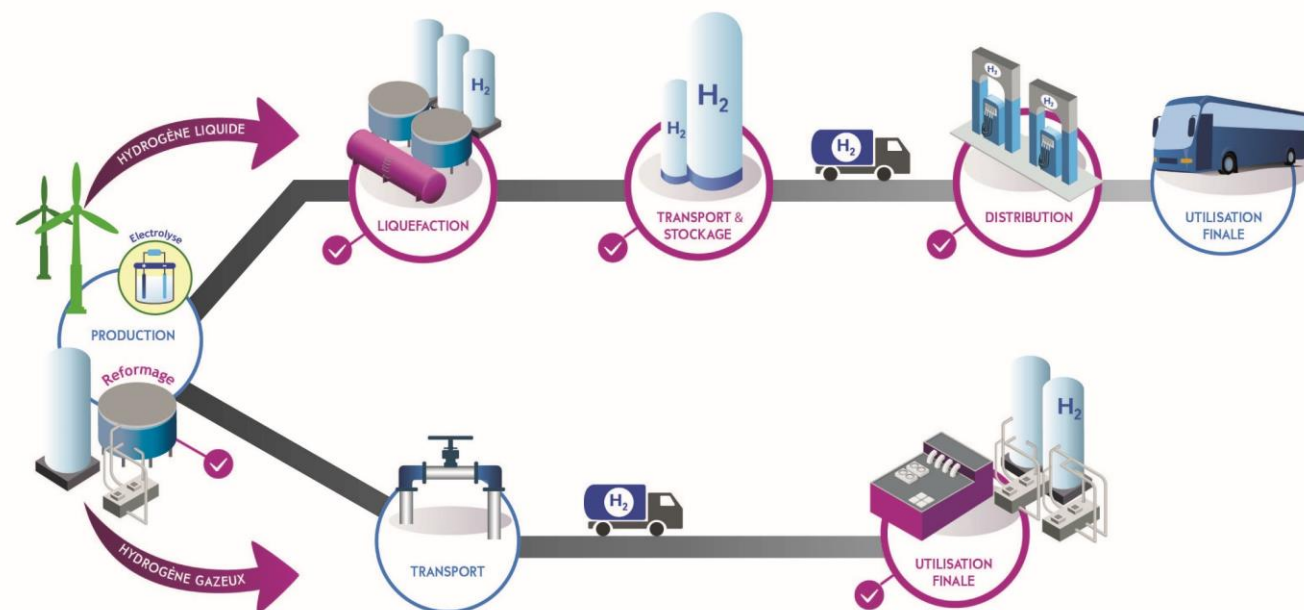 HYDROGÈNE LIQUIDE
H2
LIQUEFACTION
H2
H2
TRANSPORT &
STOCKAGE
H2
H2
H2
DISTRIBUTION
UTILISATION
FINALE
Electrolyse
PRODUCTION
Reformage
HYDROGÈNE GAZEUX
TRANSPORT
H2
H2
UTILISATION
FINALE